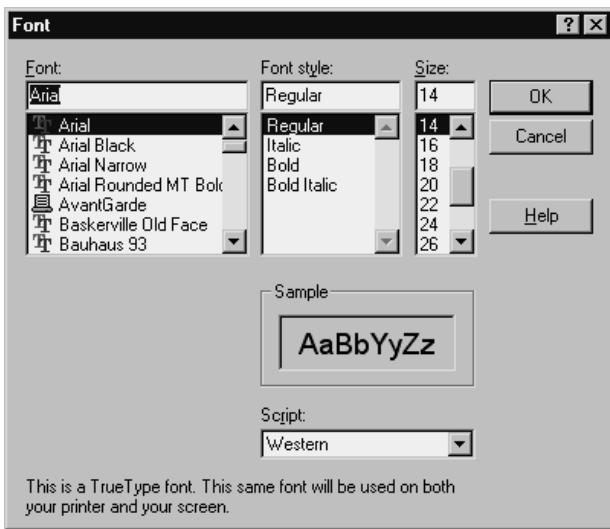 Font
Font:
Font style:
Size:
Arial
Regular
14
OK
Cancel
Help
Arial
Arial Black
Arial Narrow
Arial Rounded MT Bold
AvantGarde
Baskerville Old Face
Bauhaus 93
Regular
Italic
Bold
Bold Italic
14
16
18
20
22
24
26
Sample
AaBbYyZz
Script:
Western
This is a TrueType font. This same font will be used on both
your printer and your screen.